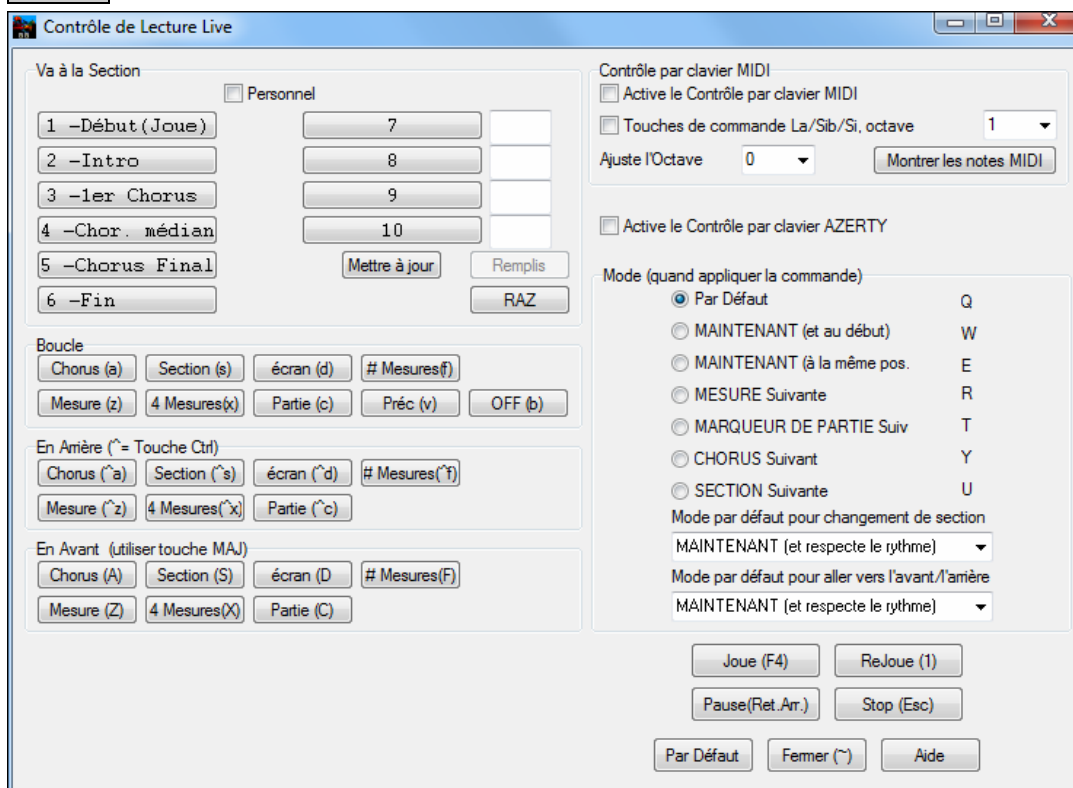 Contrôle de Lecture Live
Va à la Section
Personnel
1 -Début(Joue)
7
2 -Intro
8
3 -1er Chorus
9
4 -Chor. médian
10
5 -Chorus Final
Mettre à jour
Remplis
6 -Fin
RAZ
Boucle
Chorus (a)
Section (s)
écran (d)
# Mesures(f)
Mesure (z)
4 Mesures(x)
Partie (c)
Préc (v)
OFF (b)
En Arrière (^= Touche Ctrl)
Chorus (^a)
Section (^s)
écran (^d)
# Mesures(^f)
Mesure (^z)
4 Mesures(^x)
Partie (^c)
En Avant (utiliser touche MAJ)
Chorus (A)
Section (S)
écran (D
# Mesures(F)
Mesure (Z)
4 Mesures(X)
Partie (C)
Contrôle par clavier MIDI
Active le Contrôle par clavier MIDI
Touches de commande La/Sib/Si, octave
1
Ajuste l'Octave
0
Montrer les notes MIDI
Active le Contrôle par clavier AZERTY
Mode (quand appliquer la commande)
Par Défaut Q
MAINTENANT (et au début) W
MAINTENANT (à la même pos. E
MESURE Suivante R
MARQUEUR DE PARTIE Suiv T
CHORUS Suivant Y
SECTION Suivante U
Mode par défaut pour changement de section
MAINTENANT (et respecte le rythme)
Mode par défaut pour aller vers l'avant/l'arrière
MAINTENANT (et respecte le rythme)
Joue (F4)
ReJoue (1)
Pause(Ret.Arr.)
Stop (Esc)
Par Défaut
Fermer (~)
Aide